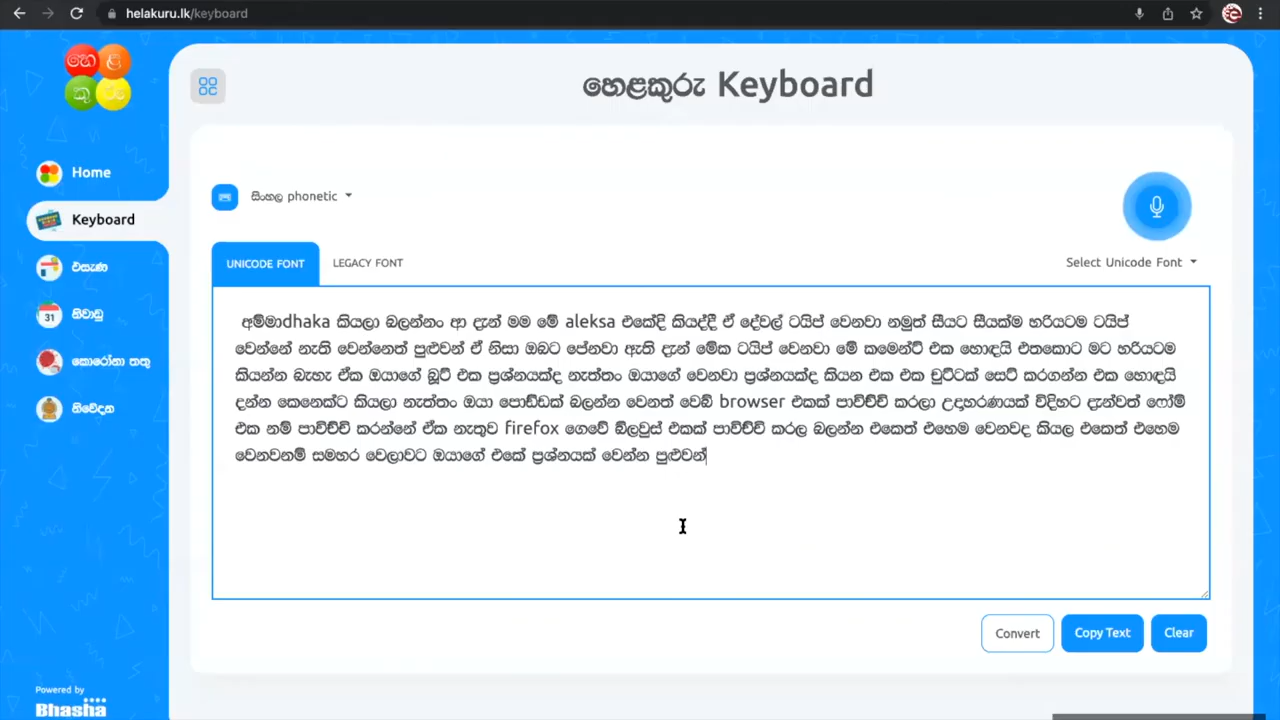 helakuru.lk/keyboard
හෙ ළ
කු රු
හෙළකුරු Keyboard
Home
Keyboard
එසැණ
නිවාඩු
කොරෝනා තතු
නිවේදන
31
සිංහල phonetic
UNICODE FONT
LEGACY FONT
Select Unicode Font
අම්මාdhaka කියලා බලන්නං ආ දැන් මම මේ aleksa එකේදි කියද්දී ඒ දේවල් ටයිප් වෙනවා නමුත් සීයට සීයක්ම හරියටම ටයිප්
වෙන්නේ නැති වෙන්නෙත් පුළුවන් ඒ නිසා ඔබට පේනවා ඇති දැන් මේක ටයිප් වෙනවා මේ කමෙන්ට් එක හොඳයි එතකොට මට හරියටම
කියන්න බැහැ ඒක ඔයාගේ බූට් එක ප්‍රශ්නයක්ද නැත්තං ඔයාගේ වෙනවා ප්‍රශ්නයක්ද කියන එක එක චුට්ටක් සෙට් කරගන්න එක හොඳයි
දන්න කෙනෙක්ට කියලා නැත්තං ඔයා පොඩ්ඩක් බලන්න වෙනත් වෙබ් browser එකක් පාවිච්චි කරලා උදාහරණයක් විදිහට දැන්වත් ෆෝම්
එක නම් පාවිච්චි කරන්නේ ඒක නැතුව firefox ගෙවේ බ්ලවුස් එකක් පාවිච්චි කරල බලන්න එකෙත් එහෙම වෙනවද කියල එකෙත් එහෙම
වෙනවනම් සමහර වෙලාවට ඔයාගේ එකේ ප්‍රශ්නයක් වෙන්න පුළුවන්
Convert
Copy Text
Clear
Powered by
Bhasha